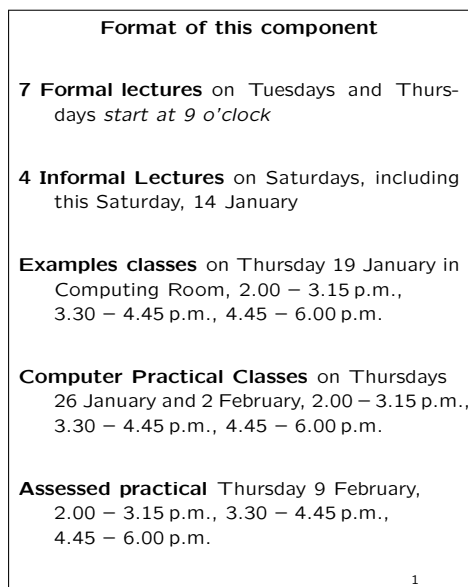 Format of this component
7 Formal lectures on Tuesdays and Thurs-
days start at 9 o'clock
4 Informal Lectures on Saturdays, including
this Saturday, 14 January
Examples classes on Thursday 19 January in
Computing Room, 2.00 – 3.15 p.m.,
3.30 – 4.45 p.m., 4.45 – 6.00 p.m.
Computer Practical Classes on Thursdays
26 January and 2 February, 2.00 – 3.15 p.m.,
3.30 – 4.45 p.m., 4.45 – 6.00 p.m.
Assessed practical Thursday 9 February,
2.00 – 3.15 p.m., 3.30 – 4.45 p.m.,
4.45 – 6.00 p.m.
1